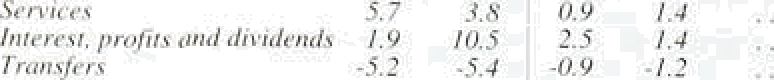 Services 5.7 3.8 0.9 1.4 . .
Interest, profits and dividends 1.9 10.5 2.5 1.4 . .
Transfers -5.2 -5.4 -0.9 -1.2 . .